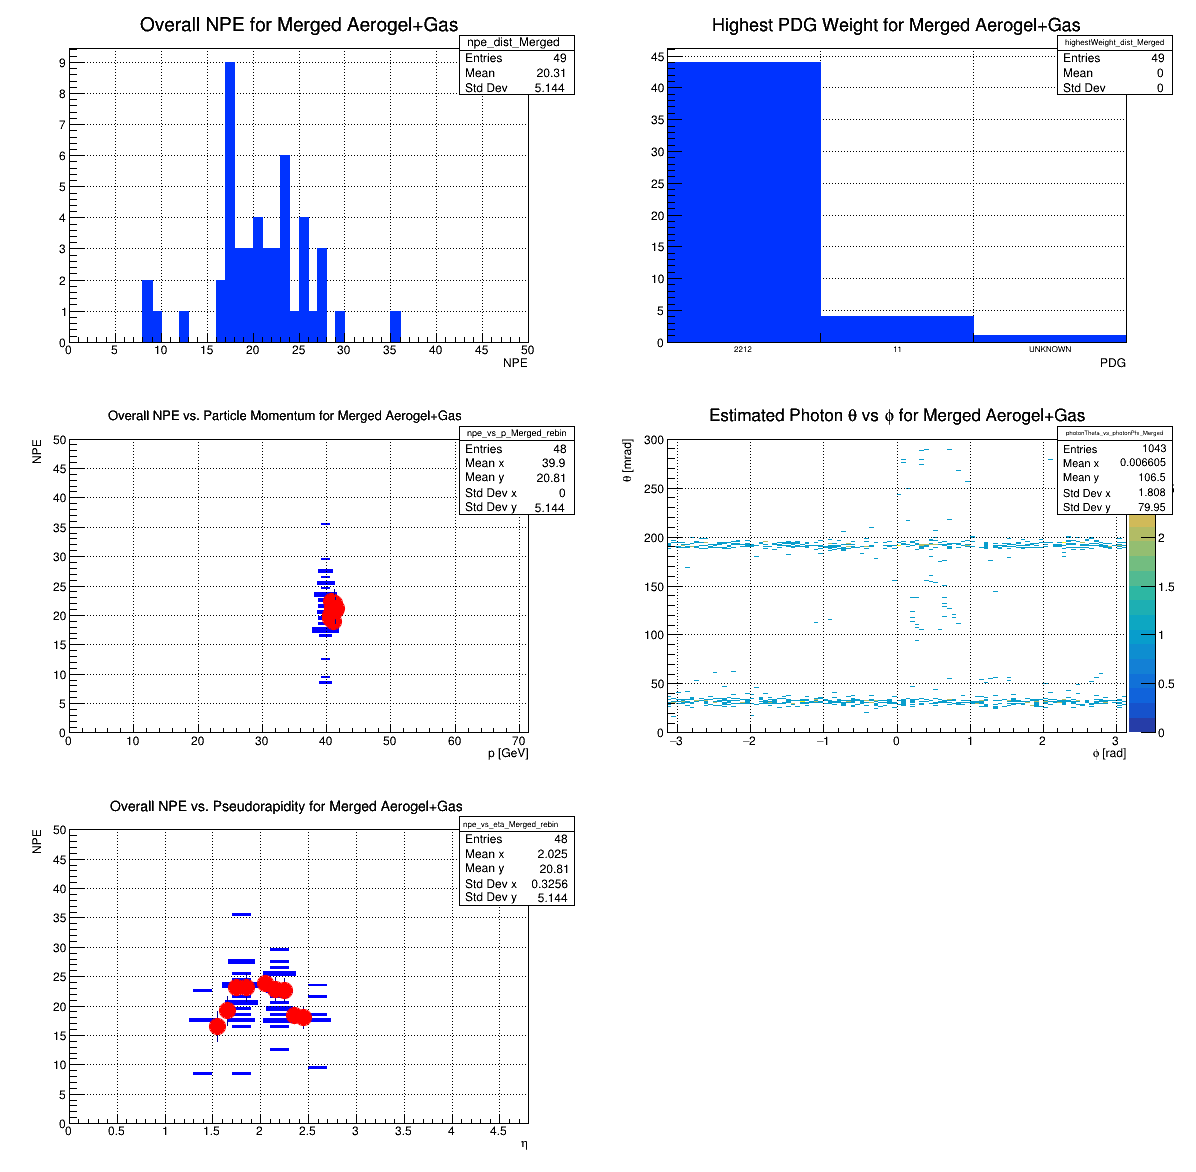 Overall NPE for Merged Aerogel+Gas
npe_dist_Merged
Entries 49
Mean 20.31
Std Dev 5.144
9
8
7
6
5
4
3
2
1
0
0 5 10 15 20 25 30 35 40 45 50
NPE
Highest PDG Weight for Merged Aerogel+Gas
highestWeight_dist_Merged
Entries 49
Mean 0
Std Dev 0
45
40
35
30
25
20
15
10
5
0
2212 11 UNKNOWN
PDG
Overall NPE vs. Particle Momentum for Merged Aerogel+Gas
npe_vs_p_Merged_rebin
Entries 48
Mean x 39.9
Mean y 20.81
Std Dev x 0
Std Dev y 5.144
NPE
50
45
40
35
30
25
20
15
10
5
0
0 10 20 30 40 50 60 70
p [GeV]
Estimated Photon θ vs ϕ for Merged Aerogel+Gas
photonTheta_vs_photonPhi_Merged
Entries 1043
Mean x 0.006605
Mean y 106.5
Std Dev x 1.808
Std Dev y 79.95
θ [mrad]
300
250
200
150
100
50
0
−3 −2 −1 0 1 2 3
ϕ [rad]
2
1.5
1
0.5
0
Overall NPE vs. Pseudorapidity for Merged Aerogel+Gas
npe_vs_eta_Merged_rebin
Entries 48
Mean x 2.025
Mean y 20.81
Std Dev x 0.3256
Std Dev y 5.144
NPE
50
45
40
35
30
25
20
15
10
5
0
0 0.5 1 1.5 2 2.5 3 3.5 4 4.5
η